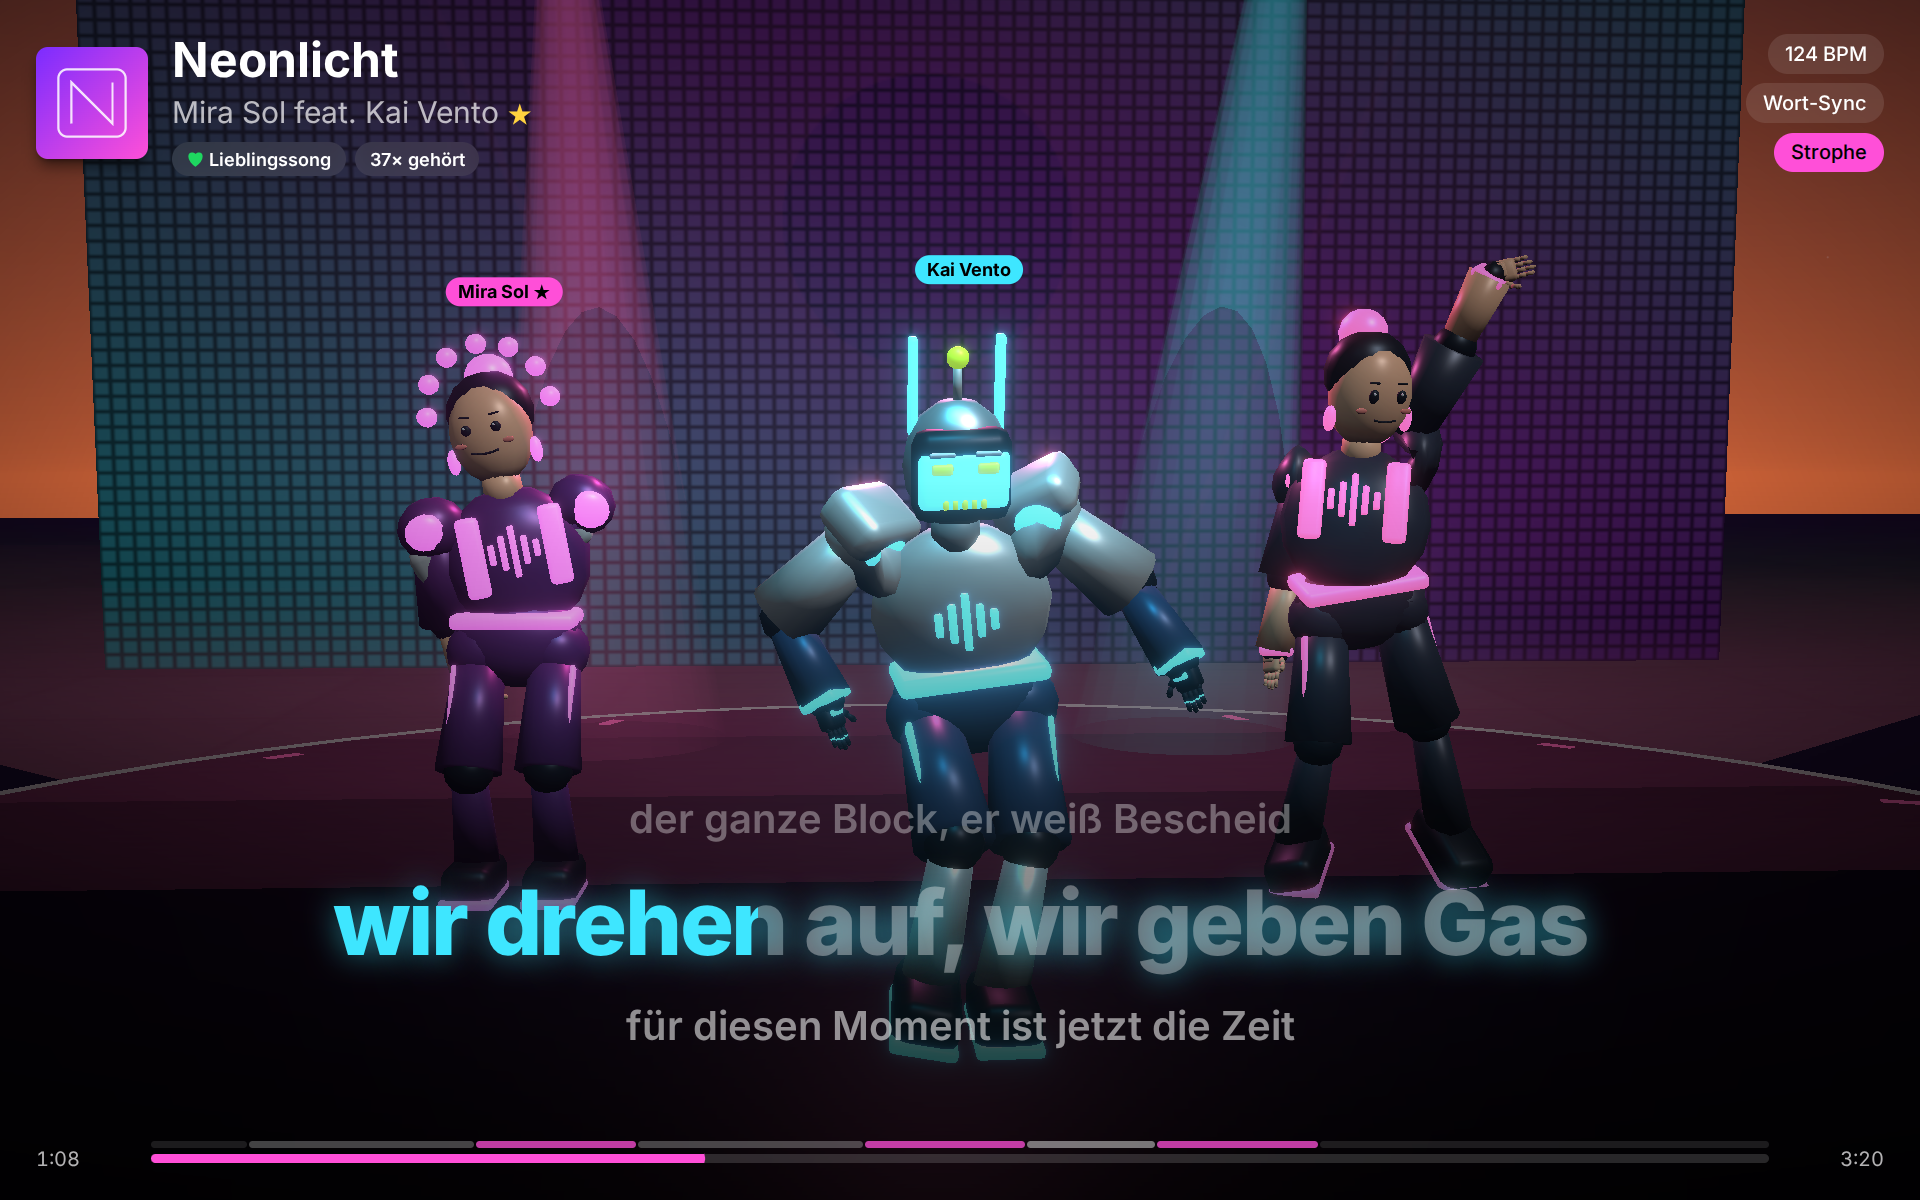 N
Neonlicht
Mira Sol feat. Kai Vento ★
Lieblingssong
37× gehört
124 BPM
Wort-Sync
Strophe
Mira Sol ★
Kai Vento
der ganze Block, er weiß Bescheid
wir drehen auf, wir geben Gas
für diesen Moment ist jetzt die Zeit
1:08
3:20